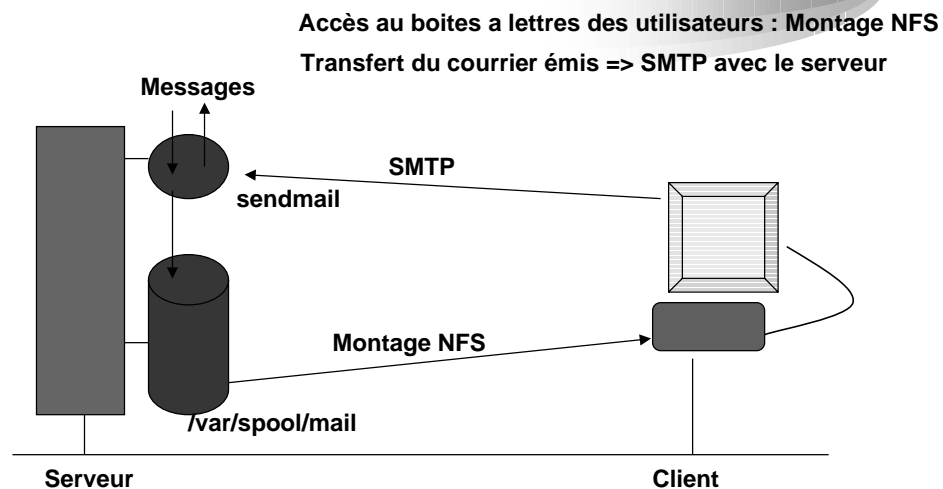 Accès au boites a lettres des utilisateurs : Montage NFS
Transfert du courrier émis => SMTP avec le serveur
Messages
SMTP
sendmail
Montage NFS
/var/spool/mail
Serveur
Client